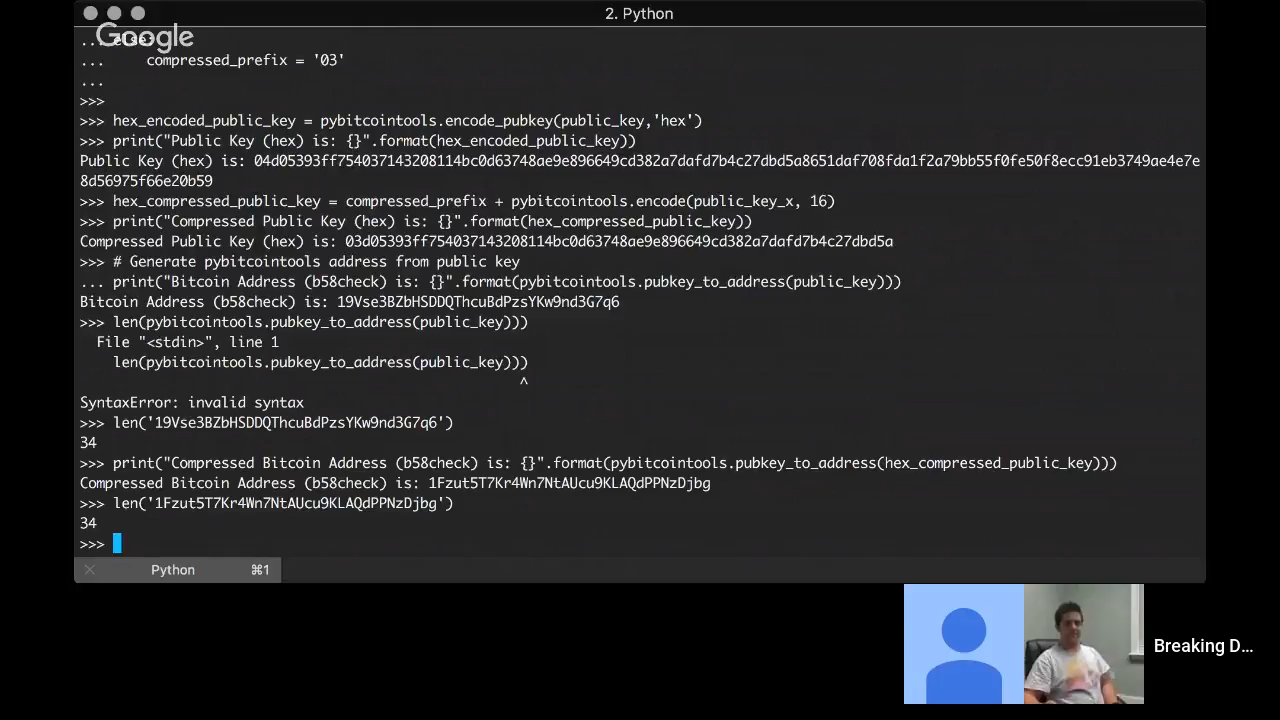 2. Python
Google
... else:
...     compressed_prefix = '03'
...
>>>
>>> hex_encoded_public_key = pybitcointools.encode_pubkey(public_key,'hex')
>>> print("Public Key (hex) is: {}".format(hex_encoded_public_key))
Public Key (hex) is: 04d05393ff754037143208114bc0d63748ae9e896649cd382a7dafd7b4c27dbd5a8651daf708fda1f2a79bb55f0fe50f8ecc91eb3749ae4e7e
8d56975f66e20b59
>>> hex_compressed_public_key = compressed_prefix + pybitcointools.encode(public_key_x, 16)
>>> print("Compressed Public Key (hex) is: {}".format(hex_compressed_public_key))
Compressed Public Key (hex) is: 03d05393ff754037143208114bc0d63748ae9e896649cd382a7dafd7b4c27dbd5a
>>> # Generate pybitcointools address from public key
... print("Bitcoin Address (b58check) is: {}".format(pybitcointools.pubkey_to_address(public_key)))
Bitcoin Address (b58check) is: 19Vse3BZbHSDDQThcuBdPzsYKw9nd3G7q6
>>> len(pybitcointools.pubkey_to_address(public_key)))
  File "<stdin>", line 1
    len(pybitcointools.pubkey_to_address(public_key)))
                                                     ^
SyntaxError: invalid syntax
>>> len('19Vse3BZbHSDDQThcuBdPzsYKw9nd3G7q6')
34
>>> print("Compressed Bitcoin Address (b58check) is: {}".format(pybitcointools.pubkey_to_address(hex_compressed_public_key)))
Compressed Bitcoin Address (b58check) is: 1Fzut5T7Kr4Wn7NtAUcu9KLAQdPPNzDjbg
>>> len('1Fzut5T7Kr4Wn7NtAUcu9KLAQdPPNzDjbg')
34
>>>
Python ⌘1
Breaking D...